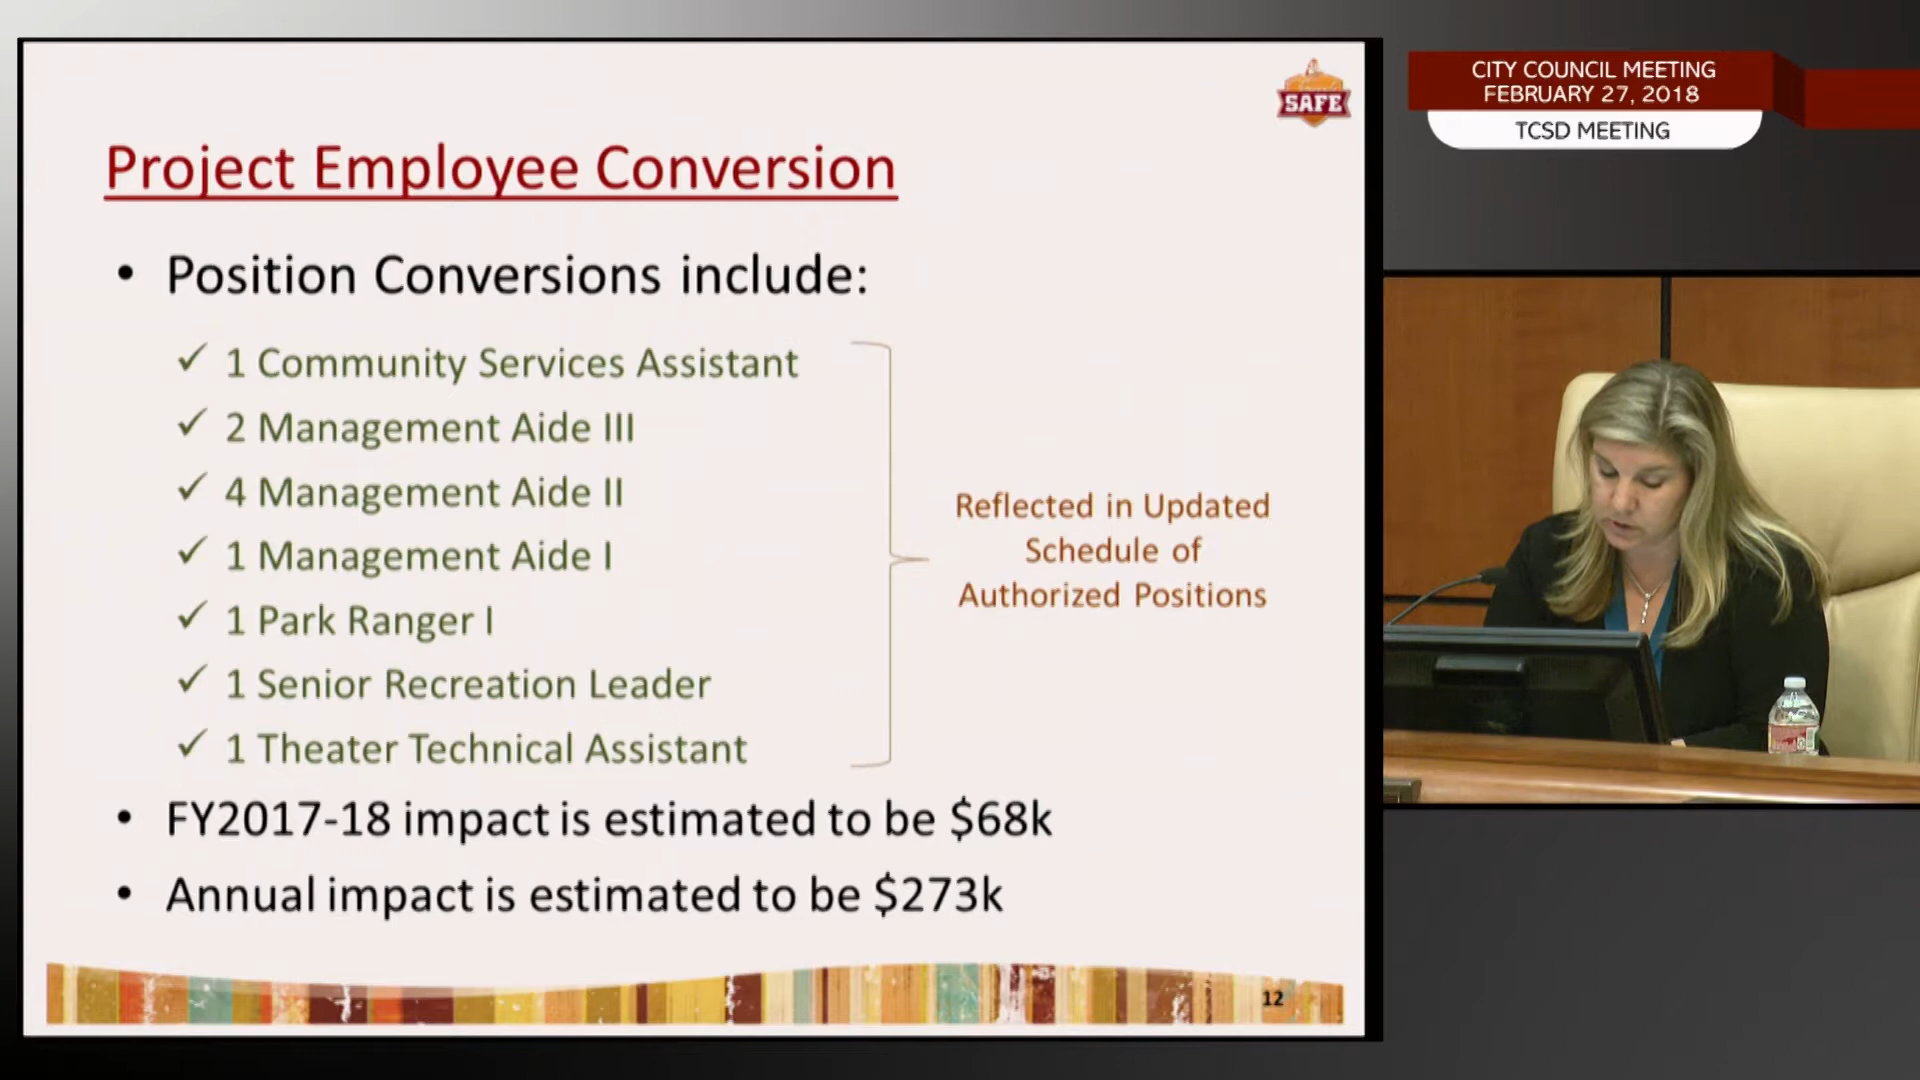 SAFE
Project Employee Conversion
• Position Conversions include:
✓ 1 Community Services Assistant
✓ 2 Management Aide III
✓ 4 Management Aide II
✓ 1 Management Aide I
✓ 1 Park Ranger I
✓ 1 Senior Recreation Leader
✓ 1 Theater Technical Assistant
Reflected in Updated
Schedule of
Authorized Positions
• FY2017-18 impact is estimated to be $68k
• Annual impact is estimated to be $273k
12
CITY COUNCIL MEETING
FEBRUARY 27, 2018
TCSD MEETING